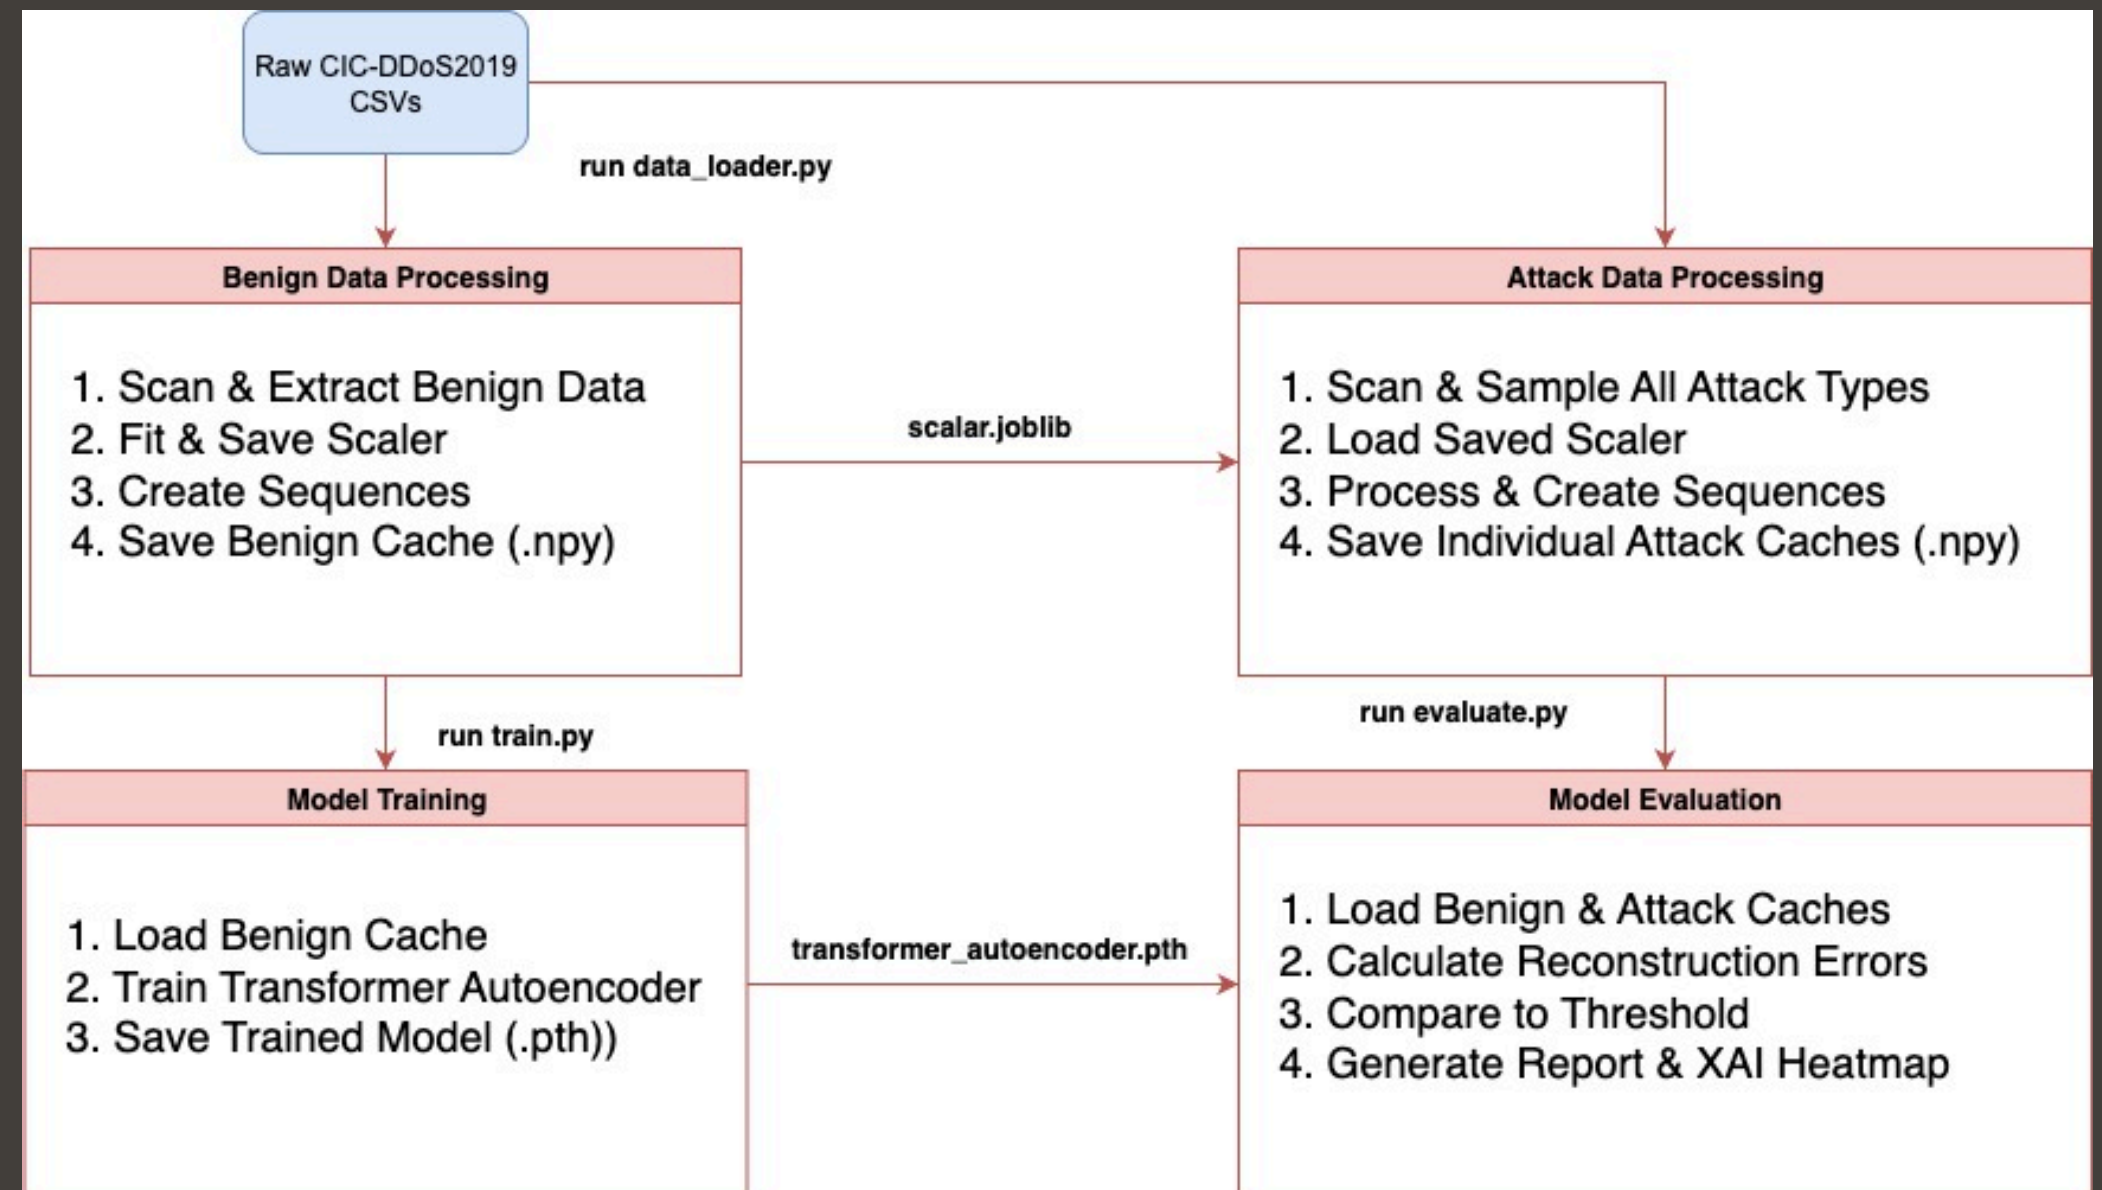 Raw CIC-DDoS2019
CSVs
run data_loader.py
Benign Data Processing
1. Scan & Extract Benign Data
2. Fit & Save Scaler
3. Create Sequences
4. Save Benign Cache (.npy)
scalar.joblib
Attack Data Processing
1. Scan & Sample All Attack Types
2. Load Saved Scaler
3. Process & Create Sequences
4. Save Individual Attack Caches (.npy)
run train.py
run evaluate.py
Model Training
1. Load Benign Cache
2. Train Transformer Autoencoder
3. Save Trained Model (.pth))
transformer_autoencoder.pth
Model Evaluation
1. Load Benign & Attack Caches
2. Calculate Reconstruction Errors
3. Compare to Threshold
4. Generate Report & XAI Heatmap